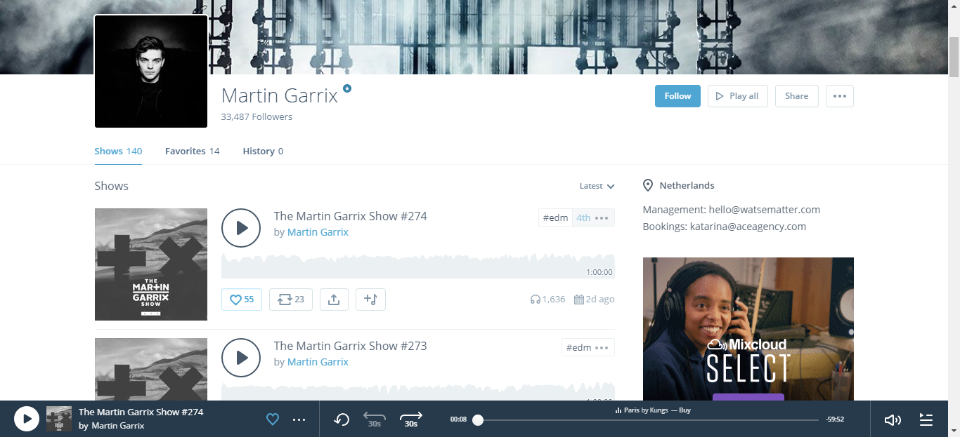 Martin Garrix
33,487 Followers
Follow
Play all
Share
Shows 140
Favorites 14
History 0
Shows
Latest
Netherlands
Management: hello@watsematter.com
Bookings: katarina@aceagency.com
THE
MAR+IN
GARRIX
SHOW
The Martin Garrix Show #274
by Martin Garrix
#edm 4th
1:00:00
55
23
1,636
2d ago
The Martin Garrix Show #273
by Martin Garrix
#edm
Mixcloud
SELECT
The Martin Garrix Show #274
by Martin Garrix
30s
30s
00:08
Paris by Kungs — Buy
-59:52